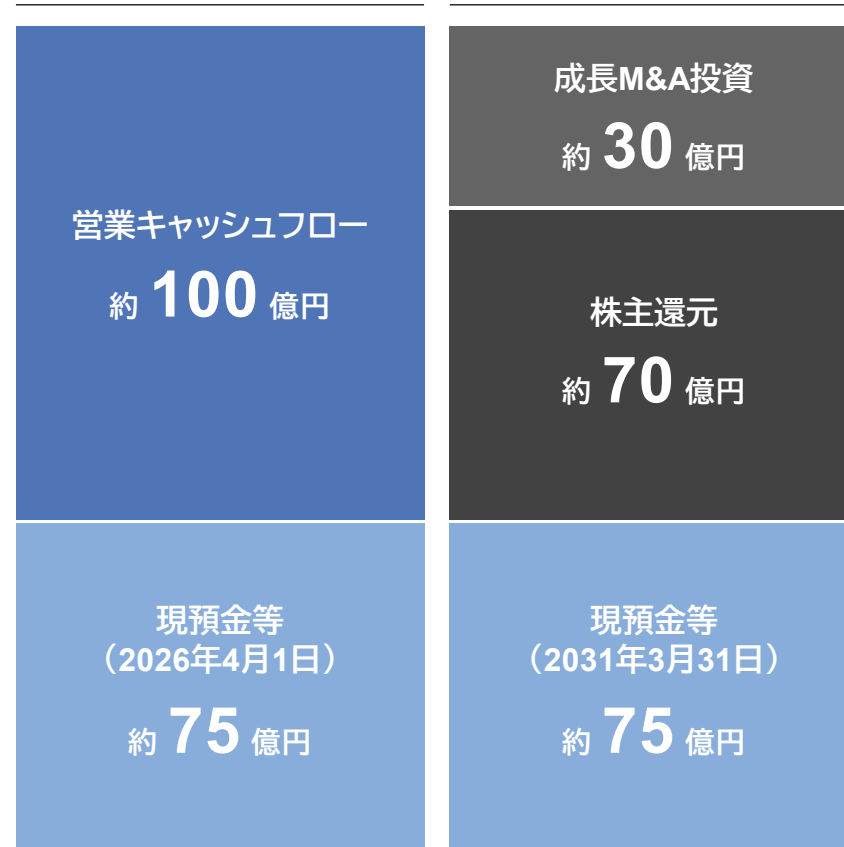 営業キャッシュフロー
約 100 億円
現預金等
（2026年4月1日）
約 75 億円
成長M&A投資
約 30 億円
株主還元
約 70 億円
現預金等
（2031年3月31日）
約 75 億円